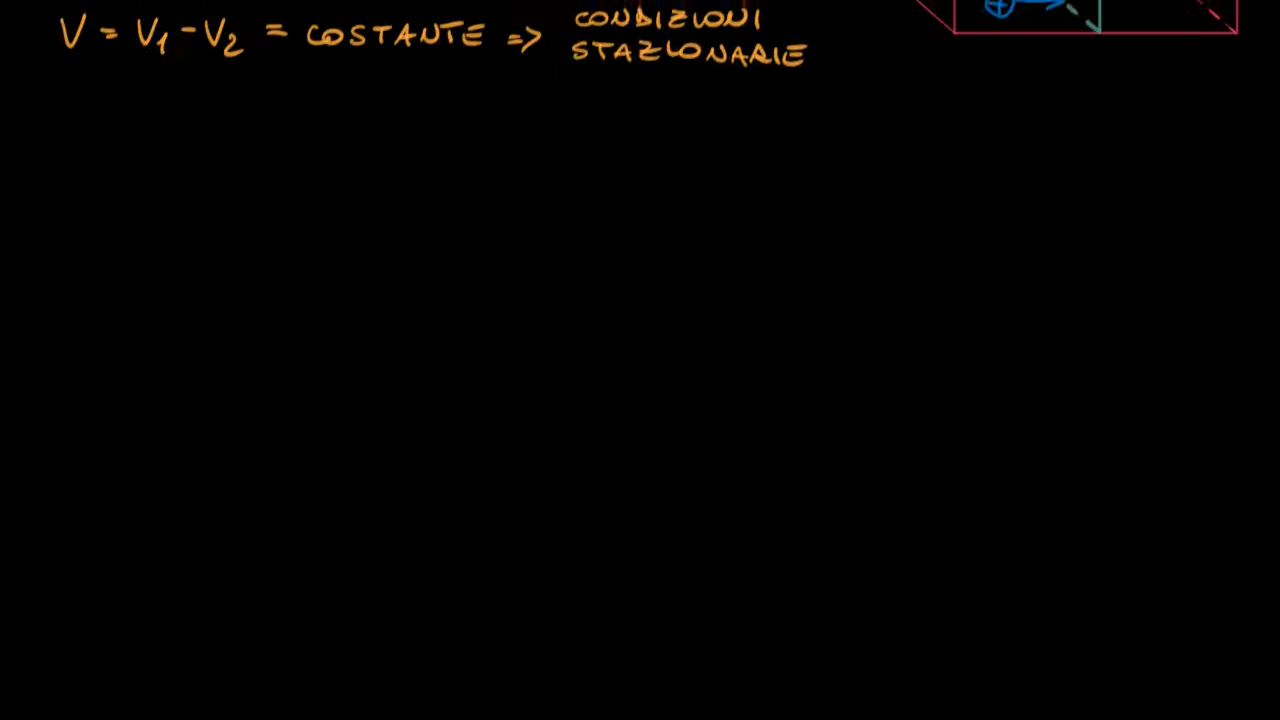 V = V₁ - V₂ = COSTANTE => CONDIZIONI
STAZIONARIE
+